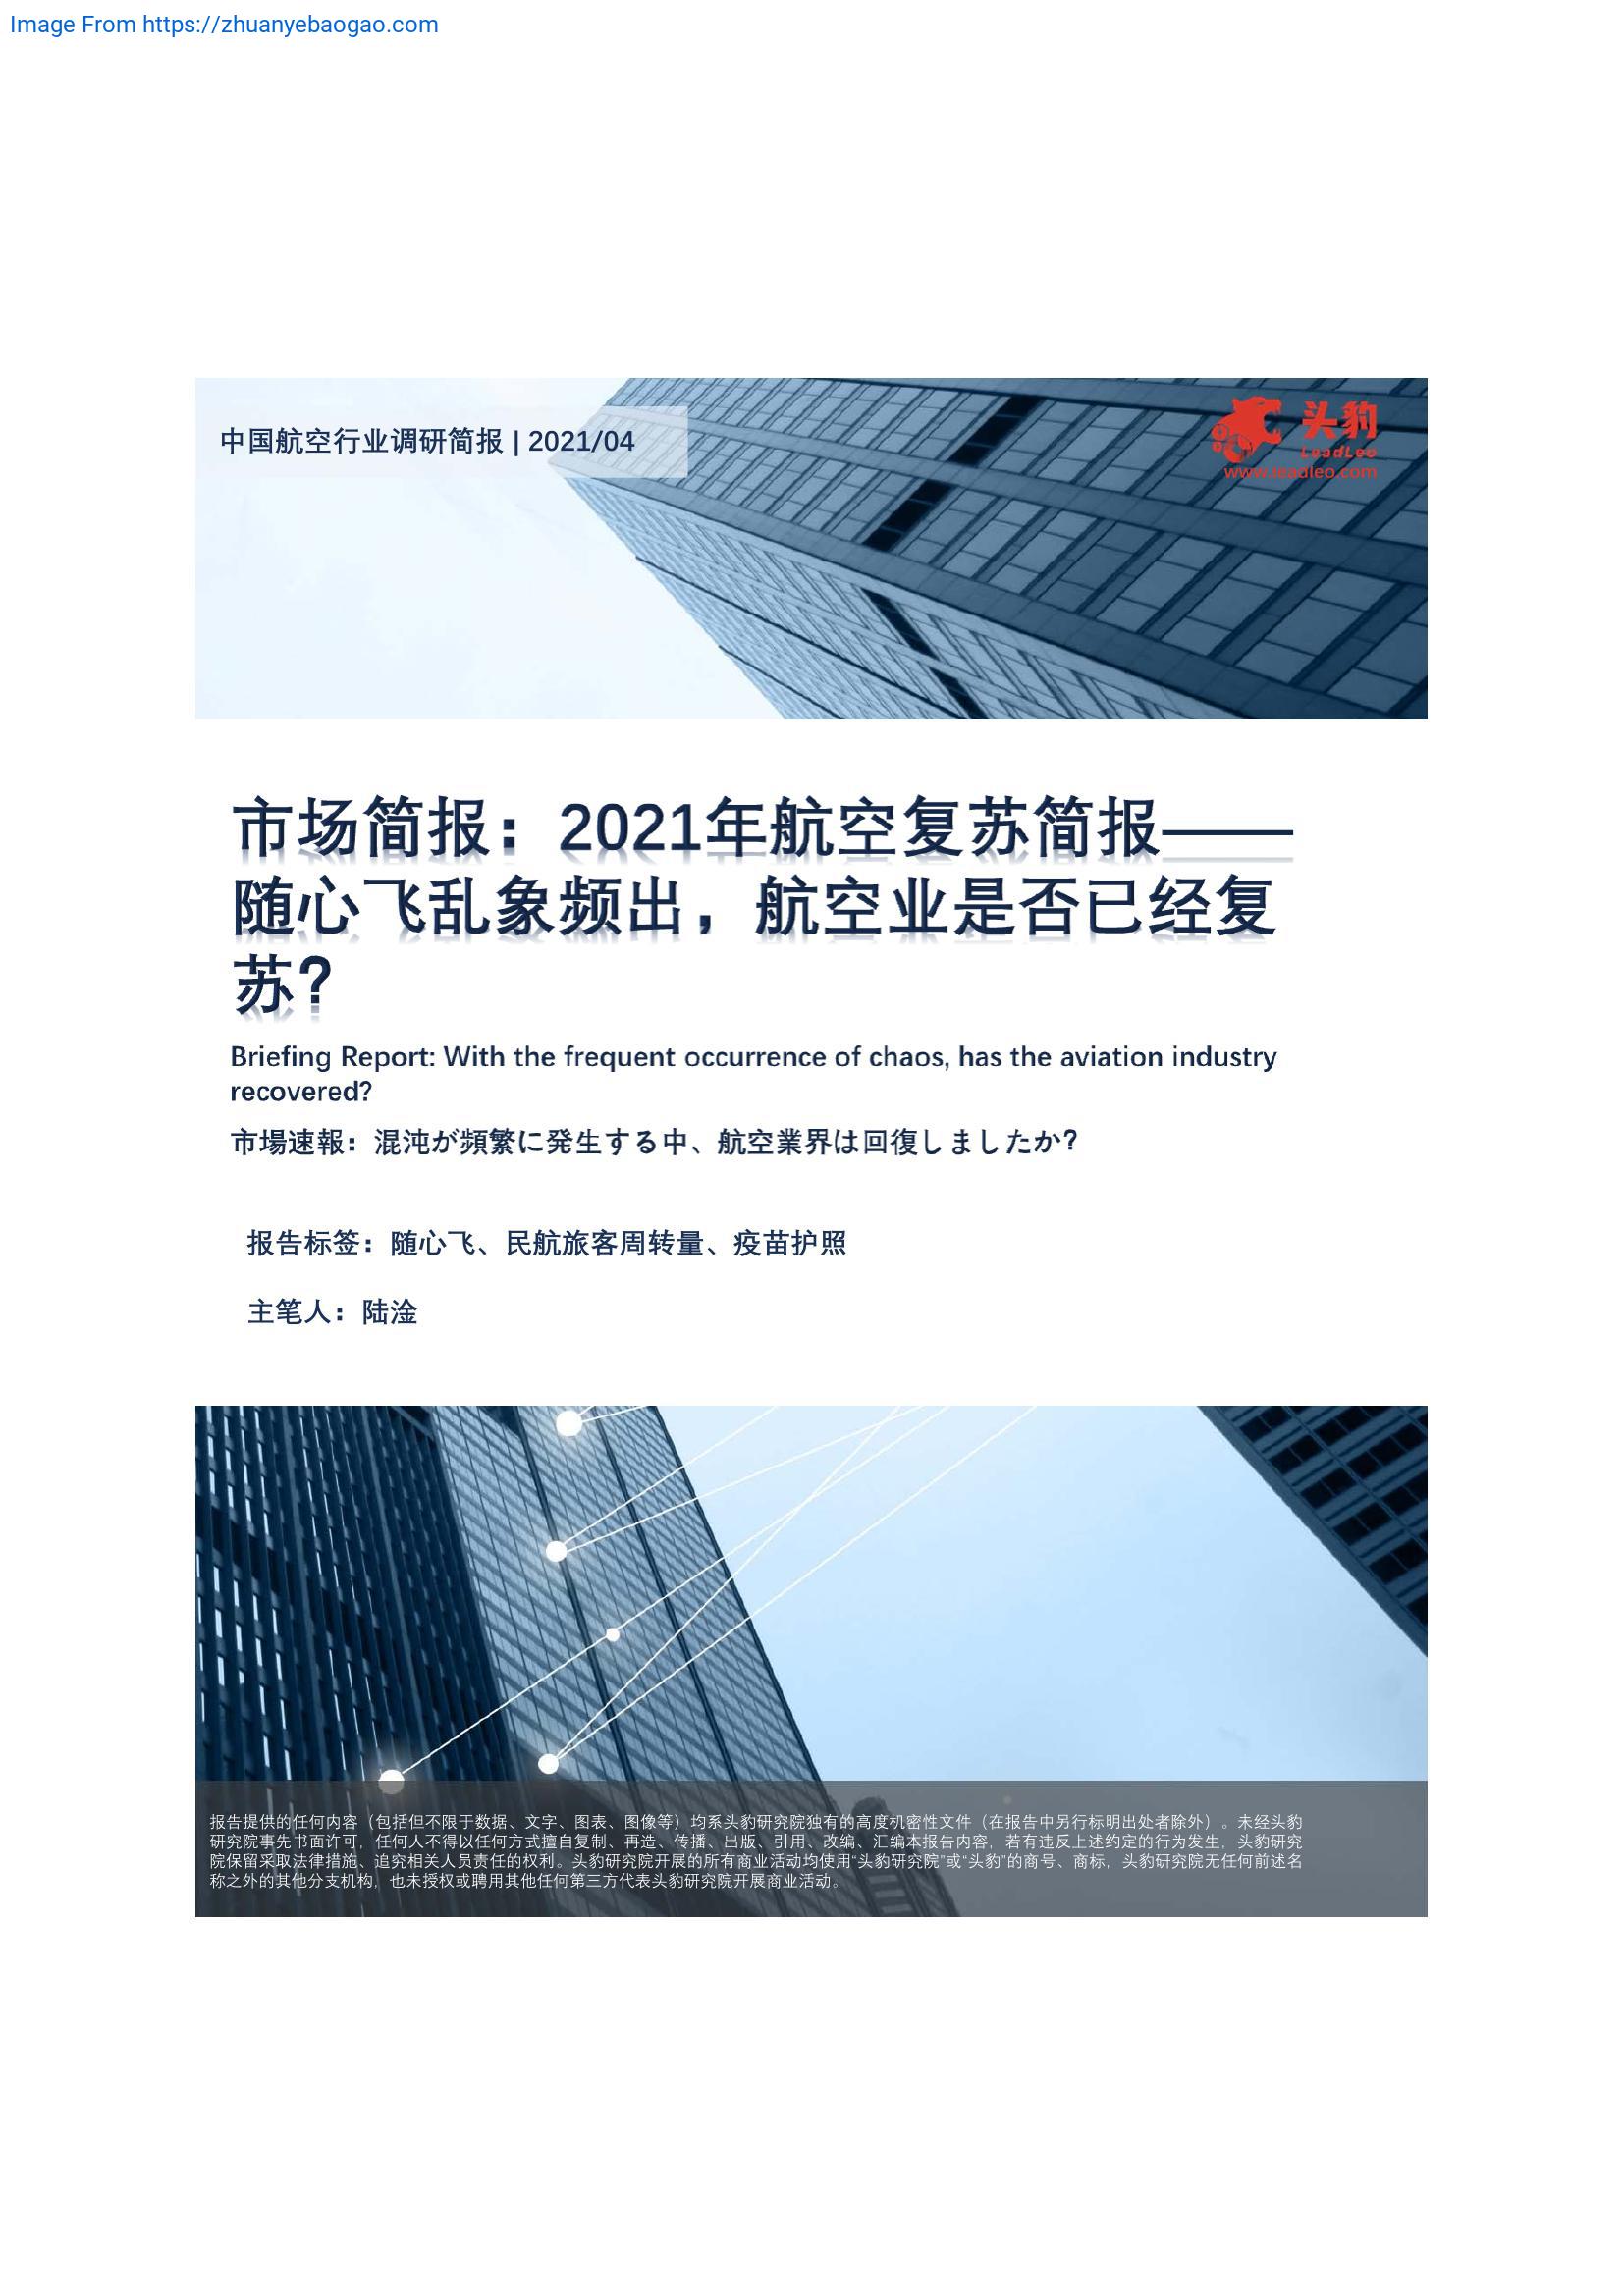 Image From https://zhuanyebaogao.com
中国航空行业调研简报 | 2021/04
头豹
LeadLeo
www.leadleo.com
市场简报：2021年航空复苏简报——
随心飞乱象频出，航空业是否已经复
苏？
Briefing Report: With the frequent occurrence of chaos, has the aviation industry
recovered?
市場速報：混沌が頻繁に発生する中、航空業界は回復しましたか？
报告标签：随心飞、民航旅客周转量、疫苗护照
主笔人：陆淦
报告提供的任何内容（包括但不限于数据、文字、图表、图像等）均系头豹研究院独有的高度机密性文件（在报告中另行标明出处者除外）。未经头豹
研究院事先书面许可，任何人不得以任何方式擅自复制、再造、传播、出版、引用、改编、汇编本报告内容，若有违反上述约定的行为发生，头豹研究
院保留采取法律措施、追究相关人员责任的权利。头豹研究院开展的所有商业活动均使用“头豹研究院”或“头豹”的商号、商标，头豹研究院无任何前述名
称之外的其他分支机构，也未授权或聘用其他任何第三方代表头豹研究院开展商业活动。